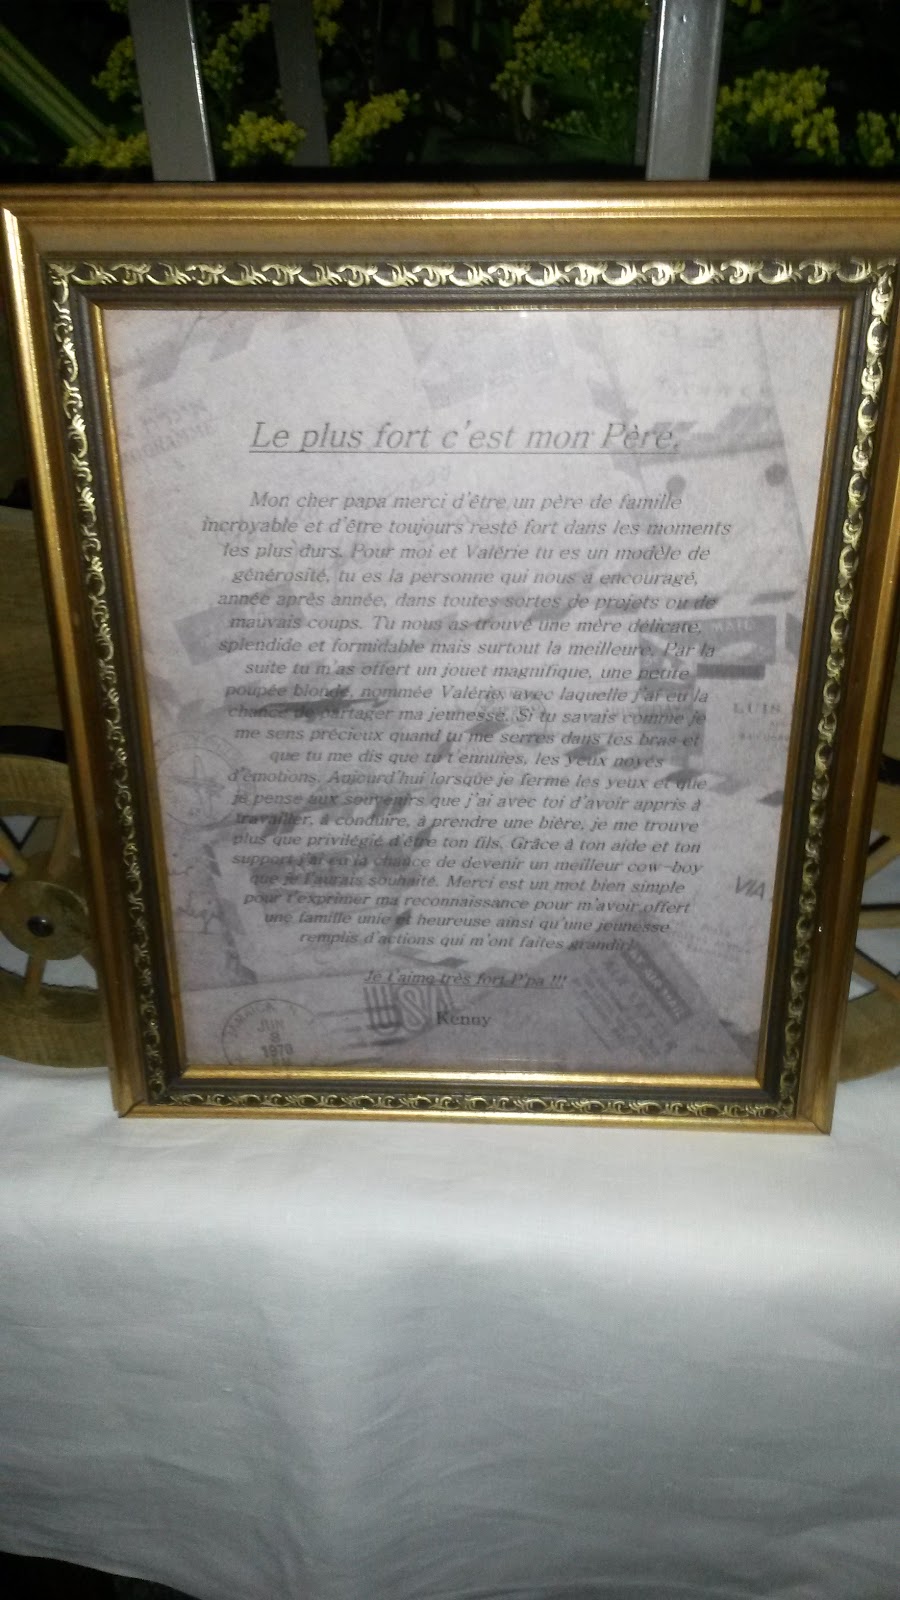 Le plus fort c'est mon Père.
Mon cher papa merci d'être un père de famille
incroyable et d'être toujours resté fort dans les moments
les plus durs. Pour moi et Valérie tu es un modèle de
générosité, tu es la personne qui nous a encouragé,
année après année, dans toutes sortes de projets ou de
mauvais coups. Tu nous as trouvé une mère délicate,
splendide et formidable mais surtout la meilleure. Par la
suite tu m'as offert un jouet magnifique, une petite
poupée blonde, nommée Valérie, avec laquelle j'ai eu la
chance de partager ma jeunesse. Si tu savais comme je
me sens précieux quand tu me serres dans tes bras et
que tu me dis que tu t'ennuies, les yeux noyés
d'émotions. Aujourd'hui lorsque je ferme les yeux et que
je pense aux souvenirs que j'ai avec toi d'avoir appris à
travailler, à conduire, à prendre une bière, je me trouve
plus que privilégié d'être ton fils. Grâce à ton aide et ton
support j'ai eu la chance de devenir un meilleur cow-boy
que je l'aurais souhaité. Merci est un mot bien simple
pour t'exprimer ma reconnaissance pour m'avoir offert
une famille unie et heureuse ainsi qu'une jeunesse
remplis d'actions qui m'ont faites grandir!
Je t'aime très fort P'pa !!!
Kenny
LUIS
VIA
USA
JAMAICA
JUN
8
1979